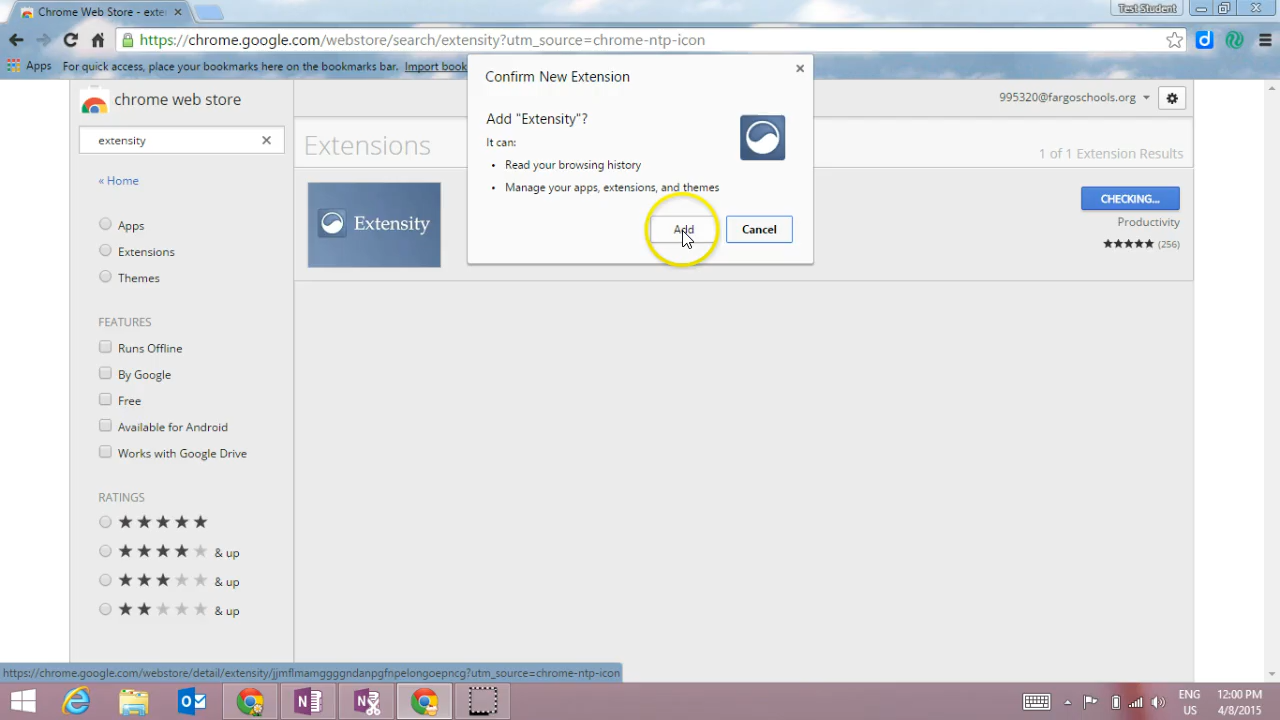 Chrome Web Store - exte
Test Student
https://chrome.google.com/webstore/search/extensity?utm_source=chrome-ntp-icon
Apps
For quick access, place your bookmarks here on the bookmarks bar. Import book
chrome web store
995320@fargoschools.org
extensity
« Home
Apps
Extensions
Themes
FEATURES
Runs Offline
By Google
Free
Available for Android
Works with Google Drive
RATINGS
& up
& up
& up
Extensions
1 of 1 Extension Results
Extensity
CHECKING...
Productivity
(256)
Confirm New Extension
Add "Extensity"?
It can:
• Read your browsing history
• Manage your apps, extensions, and themes
Add
Cancel
https://chrome.google.com/webstore/detail/extensity/jjmflmamggggndanpgfnpelongoepncg?utm_source=chrome-ntp-icon
ENG
US
12:00 PM
4/8/2015